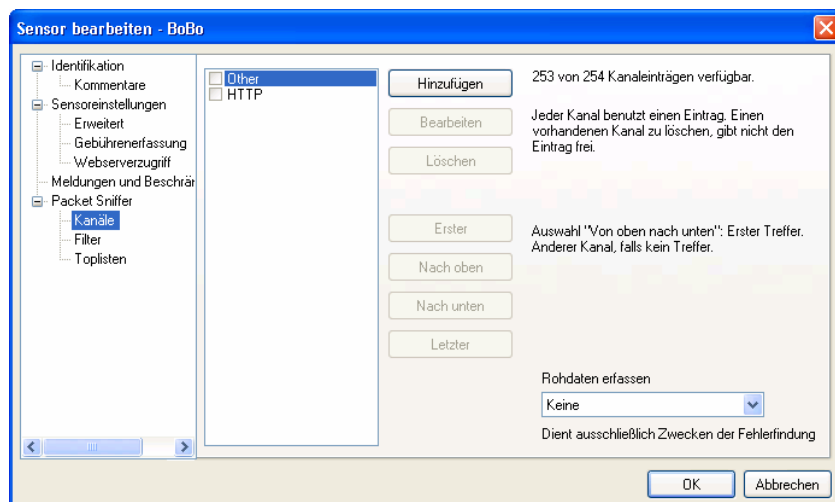 Sensor bearbeiten - BoBo
Identifikation
Kommentare
Sensoreinstellungen
Erweitert
Gebührenerfassung
Webserverzugriff
Meldungen und Beschrär
Packet Sniffer
Kanäle
Filter
Toplisten
Other
HTTP
Hinzufügen
Bearbeiten
Löschen
Erster
Nach oben
Nach unten
Letzter
253 von 254 Kanaleinträgen verfügbar.
Jeder Kanal benutzt einen Eintrag. Einen
vorhandenen Kanal zu löschen, gibt nicht den
Eintrag frei.
Auswahl "Von oben nach unten": Erster Treffer.
Anderer Kanal, falls kein Treffer.
Rohdaten erfassen
Keine
Dient ausschließlich Zwecken der Fehlerfindung
OK
Abbrechen